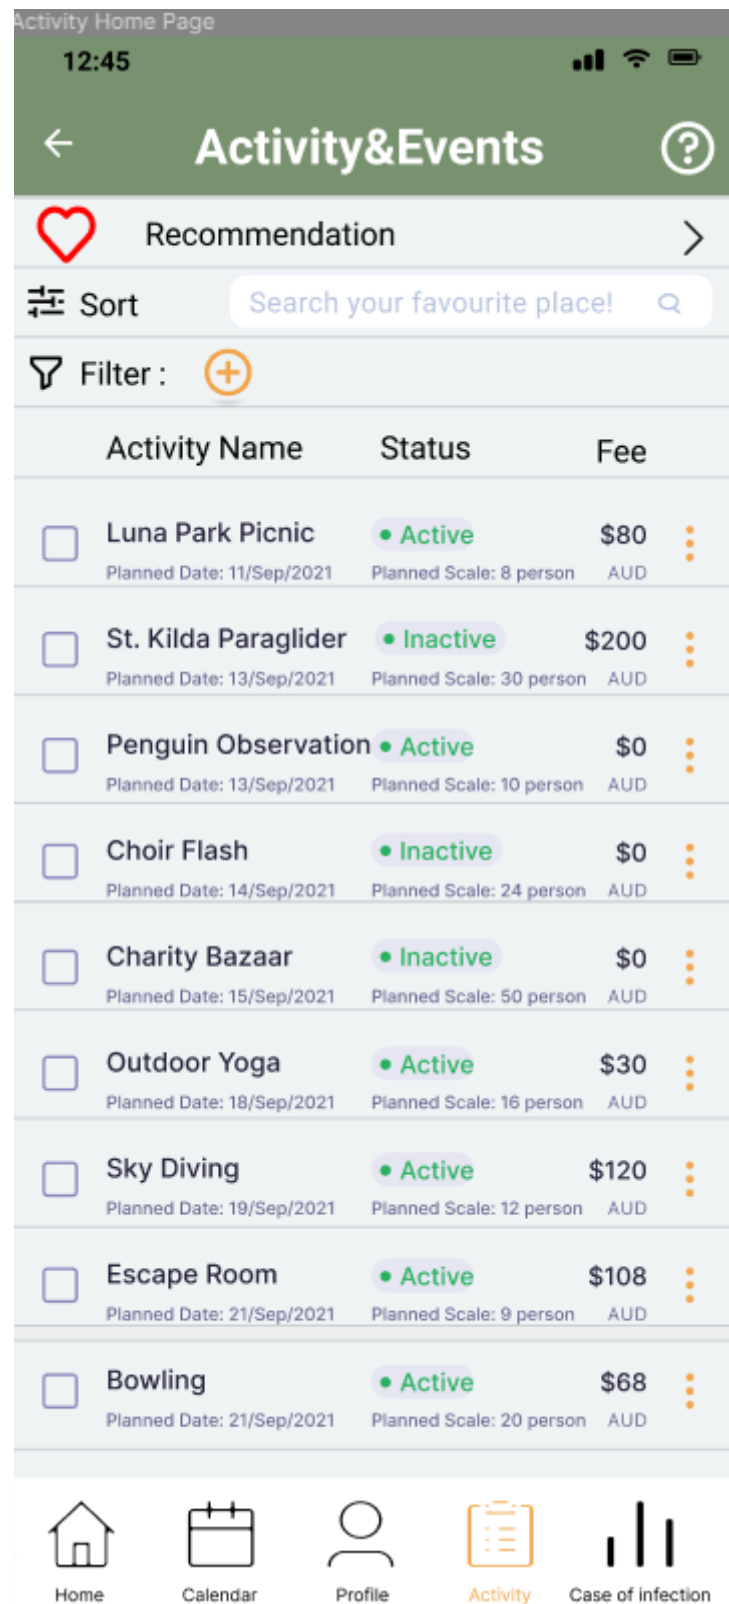 Activity Home Page
12:45
Activity&Events
Recommendation
Sort Search your favourite place!
Filter :
Activity Name Status Fee
Luna Park Picnic Active $80
Planned Date: 11/Sep/2021 Planned Scale: 8 person AUD
St. Kilda Paraglider Inactive $200
Planned Date: 13/Sep/2021 Planned Scale: 30 person AUD
Penguin Observation Active $0
Planned Date: 13/Sep/2021 Planned Scale: 10 person AUD
Choir Flash Inactive $0
Planned Date: 14/Sep/2021 Planned Scale: 24 person AUD
Charity Bazaar Inactive $0
Planned Date: 15/Sep/2021 Planned Scale: 50 person AUD
Outdoor Yoga Active $30
Planned Date: 18/Sep/2021 Planned Scale: 16 person AUD
Sky Diving Active $120
Planned Date: 19/Sep/2021 Planned Scale: 12 person AUD
Escape Room Active $108
Planned Date: 21/Sep/2021 Planned Scale: 9 person AUD
Bowling Active $68
Planned Date: 21/Sep/2021 Planned Scale: 20 person AUD
Home Calendar Profile Activity Case of infection